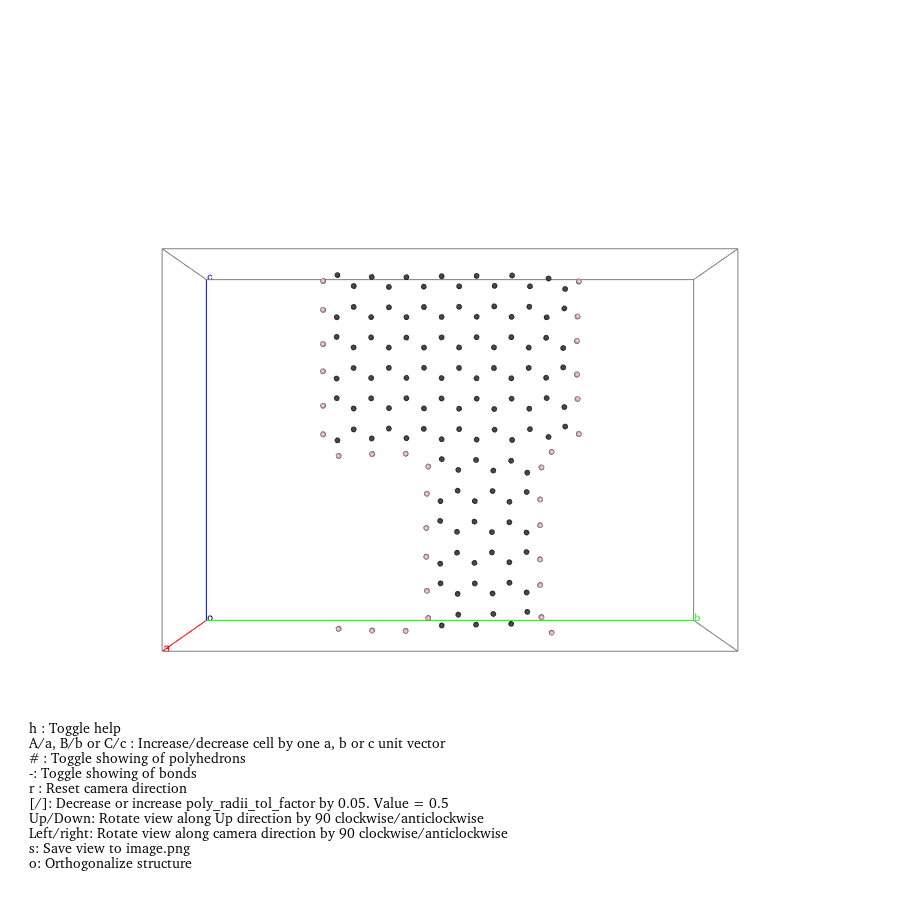 c
o
b
a
h : Toggle help
A/a, B/b or C/c : Increase/decrease cell by one a, b or c unit vector
# : Toggle showing of polyhedrons
-: Toggle showing of bonds
r : Reset camera direction
[/]: Decrease or increase poly_radii_tol_factor by 0.05. Value = 0.5
Up/Down: Rotate view along Up direction by 90 clockwise/anticlockwise
Left/right: Rotate view along camera direction by 90 clockwise/anticlockwise
s: Save view to image.png
o: Orthogonalize structure